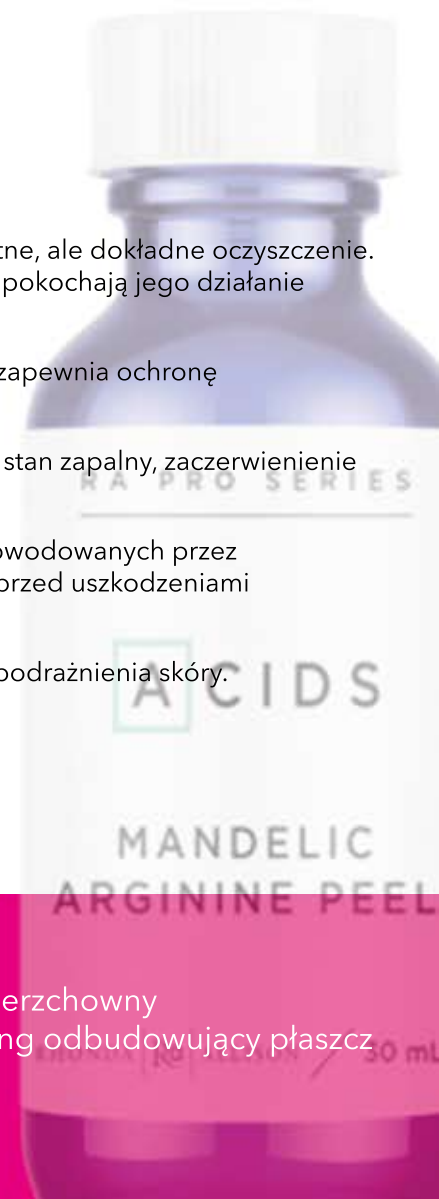 tne, ale dokładne oczyszczenie.
pokochają jego działanie
zapewnia ochronę
stan zapalny, zaczerwienienie
RA PRO SERIES
owodowanych przez
przed uszkodzeniami
podrażnienia skóry.
ACIDS
MANDELIC
ARGININE PEEL
erzchowny
ng odbudowujący płaszcz
30 mL